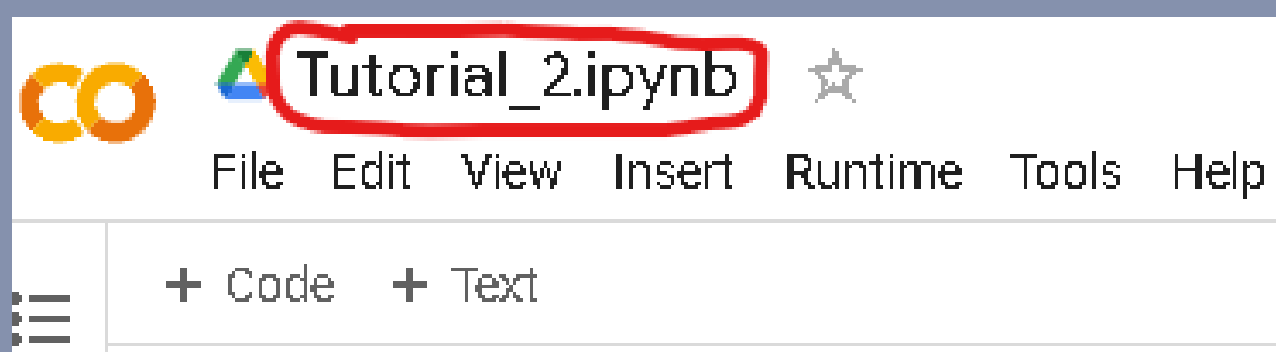 CO Tutorial_2.ipynb
File Edit View Insert Runtime Tools Help
+ Code + Text